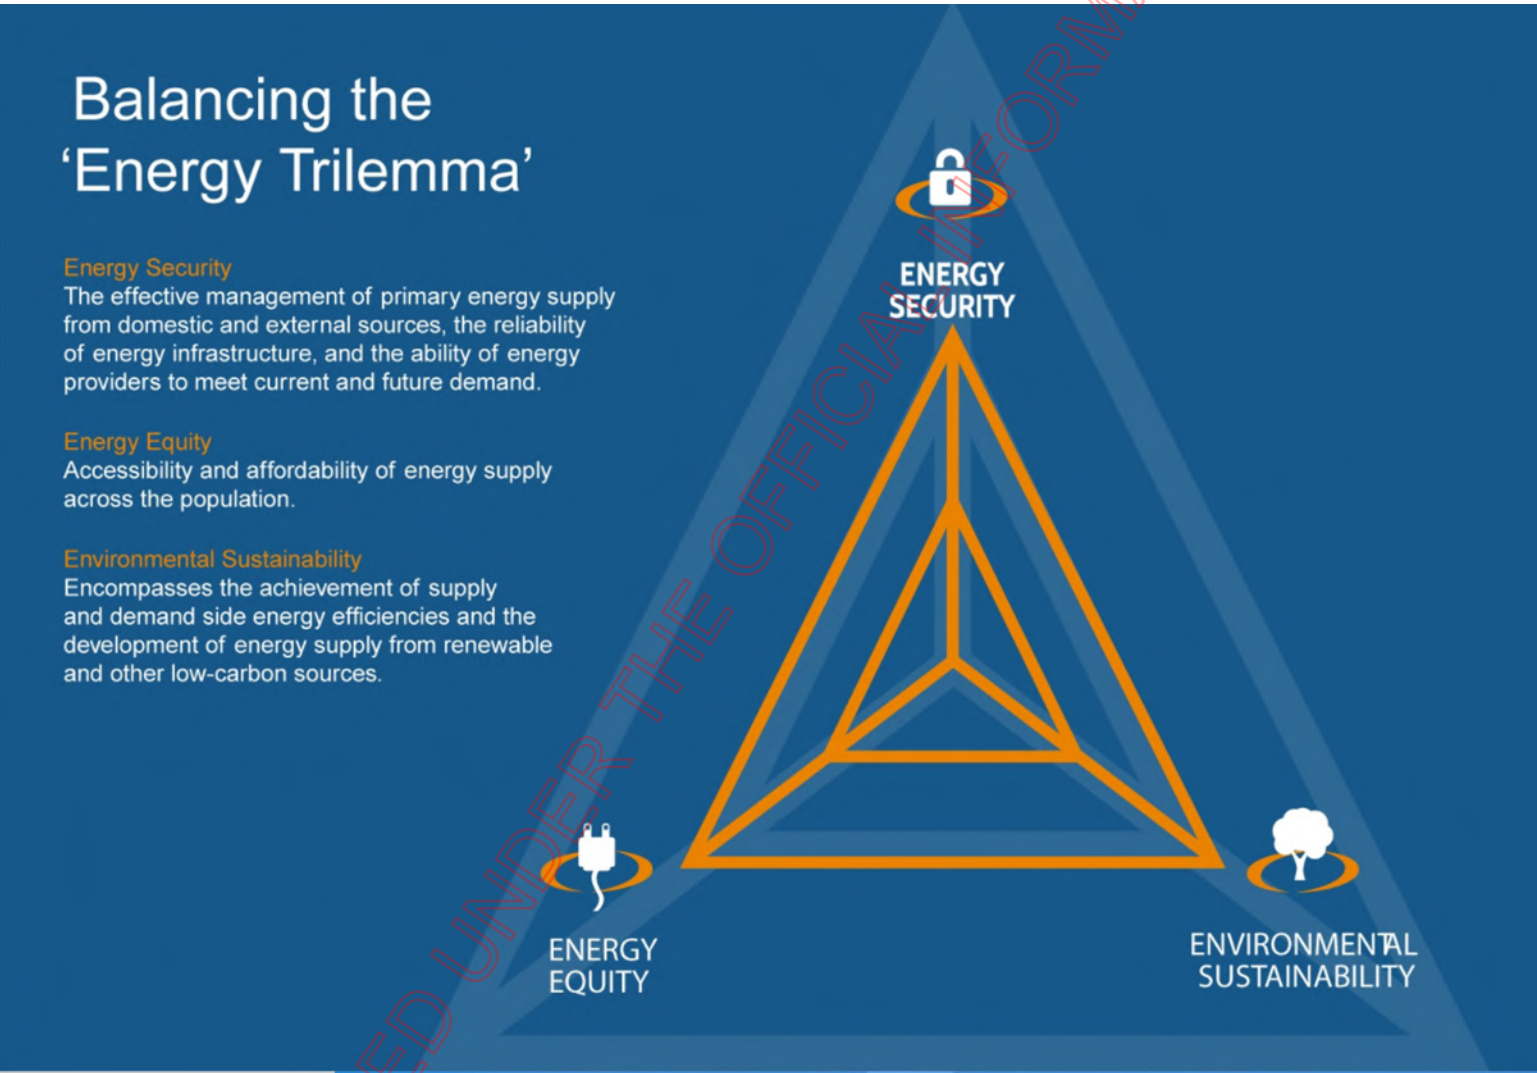 Balancing the
‘Energy Trilemma’
Energy Security
The effective management of primary energy supply
from domestic and external sources, the reliability
of energy infrastructure, and the ability of energy
providers to meet current and future demand.
Energy Equity
Accessibility and affordability of energy supply
across the population.
Environmental Sustainability
Encompasses the achievement of supply
and demand side energy efficiencies and the
development of energy supply from renewable
and other low-carbon sources.
ENERGY
SECURITY
ENERGY
EQUITY
ENVIRONMENTAL
SUSTAINABILITY
UNDER THE OFFICIAL